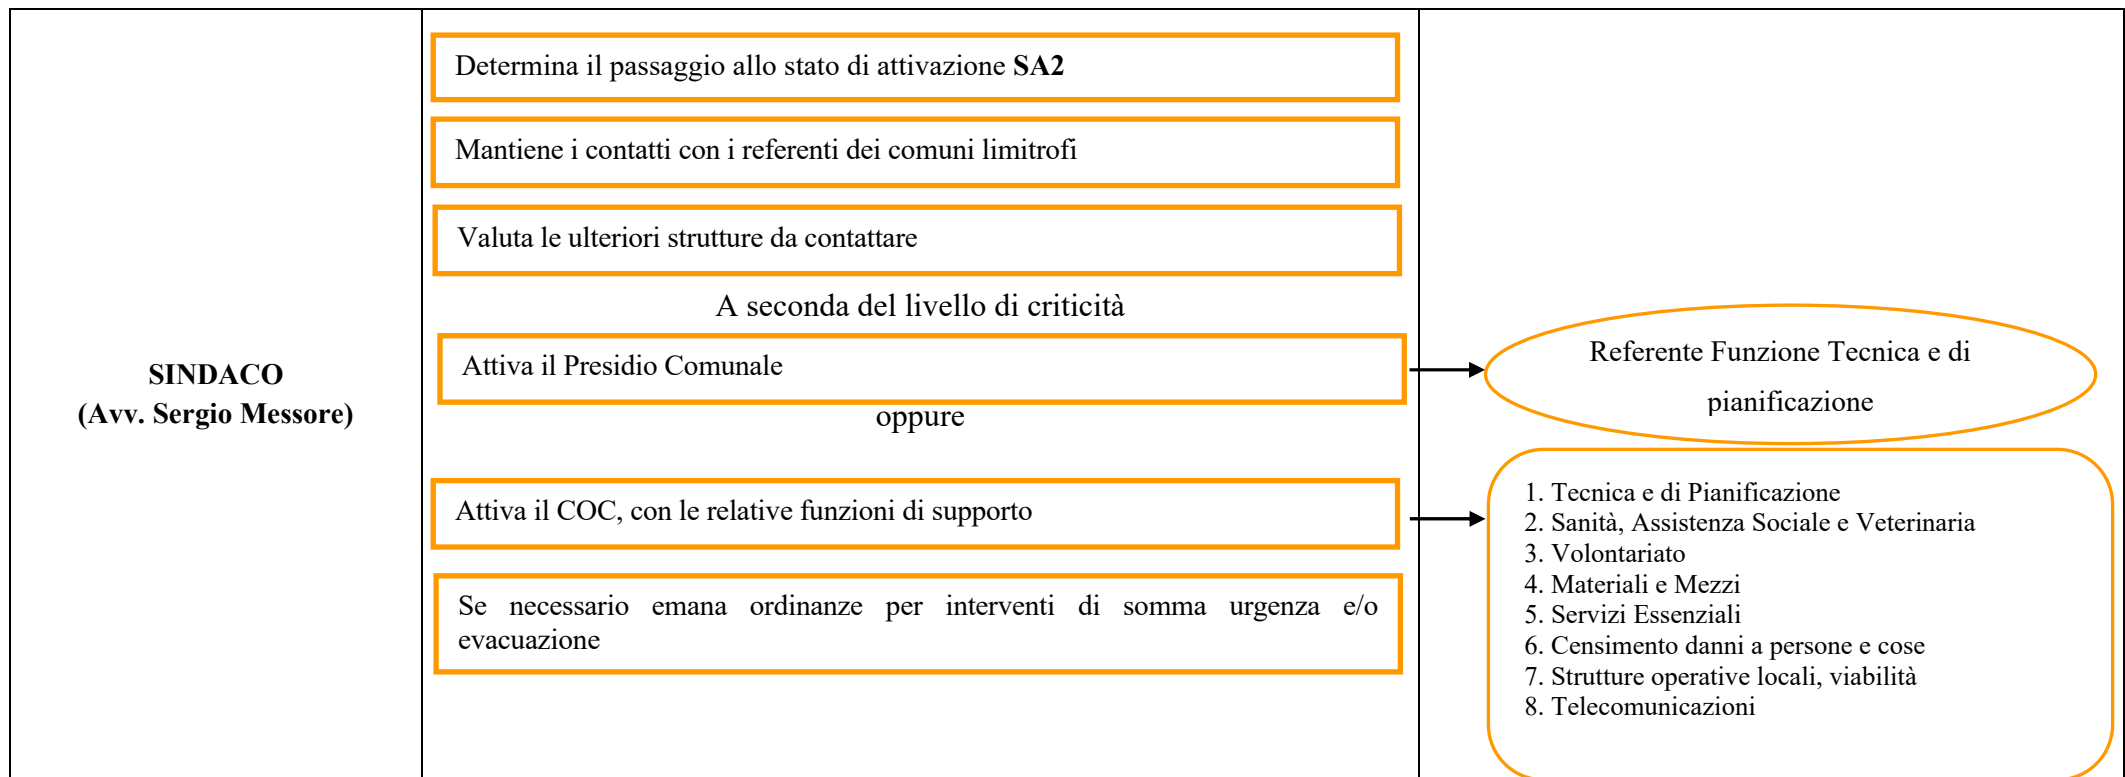 SINDACO
(Avv. Sergio Messore)
Determina il passaggio allo stato di attivazione SA2
Mantiene i contatti con i referenti dei comuni limitrofi
Valuta le ulteriori strutture da contattare
A seconda del livello di criticità
Attiva il Presidio Comunale
oppure
Attiva il COC, con le relative funzioni di supporto
Se necessario emana ordinanze per interventi di somma urgenza e/o
evacuazione
Referente Funzione Tecnica e di
pianificazione
1. Tecnica e di Pianificazione
2. Sanità, Assistenza Sociale e Veterinaria
3. Volontariato
4. Materiali e Mezzi
5. Servizi Essenziali
6. Censimento danni a persone e cose
7. Strutture operative locali, viabilità
8. Telecomunicazioni